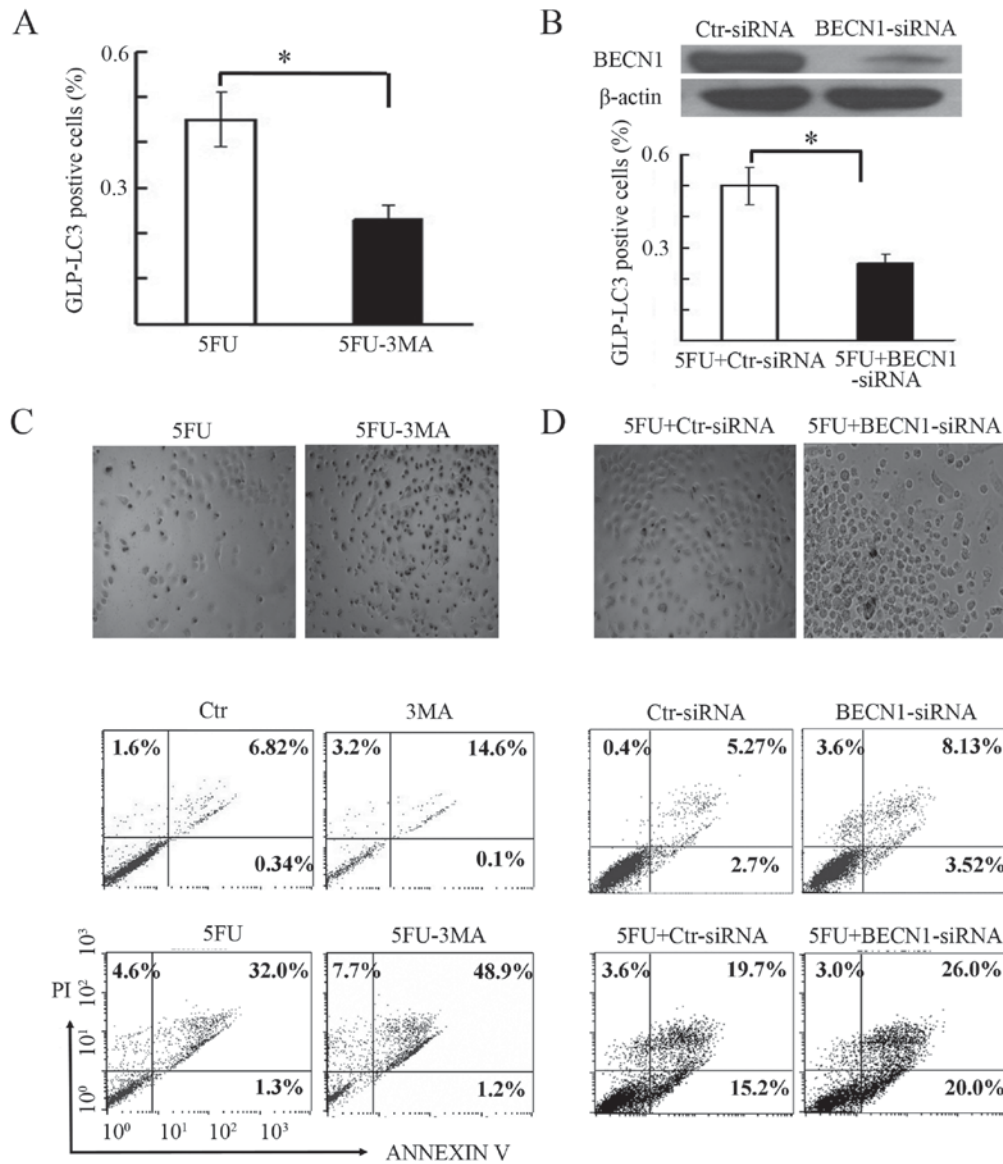 A
0.6
*
0.3
GLP-LC3 postive cells (%)
5FU
5FU-3MA
B
Ctr-siRNA BECN1-siRNA
BECN1
β-actin
0.6
*
0.3
GLP-LC3 postive cells (%)
5FU+Ctr-siRNA
5FU+BECN1
-siRNA
C
5FU
5FU-3MA
D
5FU+Ctr-siRNA
5FU+BECN1-siRNA
Ctr
1.6%
6.82%
0.34%
3MA
3.2%
14.6%
0.1%
Ctr-siRNA
0.4%
5.27%
2.7%
BECN1-siRNA
3.6%
8.13%
3.52%
5FU
4.6%
32.0%
1.3%
5FU-3MA
7.7%
48.9%
1.2%
5FU+Ctr-siRNA
3.6%
19.7%
15.2%
5FU+BECN1-siRNA
3.0%
26.0%
20.0%
PI
10³
10²
10¹
10⁰
10⁰ 10¹ 10² 10³
ANNEXIN V